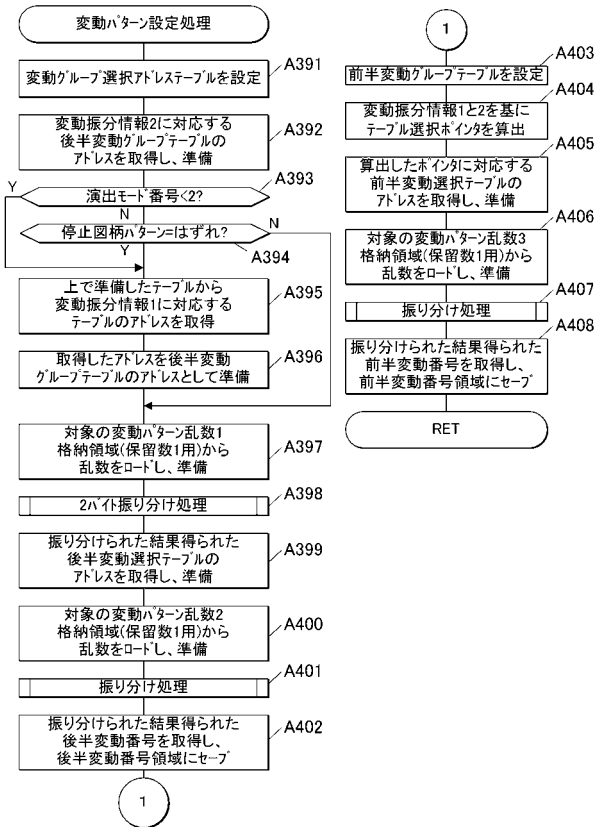 変動パターン設定処理
変動グループ選択アドレステーブルを設定
A391
変動振分情報2に対応する
後半変動グループテーブルの
アドレスを取得し、準備
A392
演出モード番号<2?
A393
Y
N
停止図柄パターン=はずれ?
A394
N
Y
上で準備したテーブルから
変動振分情報1に対応する
テーブルのアドレスを取得
A395
取得したアドレスを後半変動
グループテーブルのアドレスとして準備
A396
対象の変動パターン乱数1
格納領域(保留数1用)から
乱数をロードし、準備
A397
2バイト振り分け処理
A398
振り分けられた結果得られた
後半変動選択テーブルの
アドレスを取得し、準備
A399
対象の変動パターン乱数2
格納領域(保留数1用)から
乱数をロードし、準備
A400
振り分け処理
A401
振り分けられた結果得られた
後半変動番号を取得し、
後半変動番号領域にセーブ
A402
1
1
前半変動グループテーブルを設定
A403
変動振分情報1と2を基に
テーブル選択ポインタを算出
A404
算出したポインタに対応する
前半変動選択テーブルの
アドレスを取得し、準備
A405
対象の変動パターン乱数3
格納領域(保留数1用)から
乱数をロードし、準備
A406
振り分け処理
A407
振り分けられた結果得られた
前半変動番号を取得し、
前半変動番号領域にセーブ
A408
RET